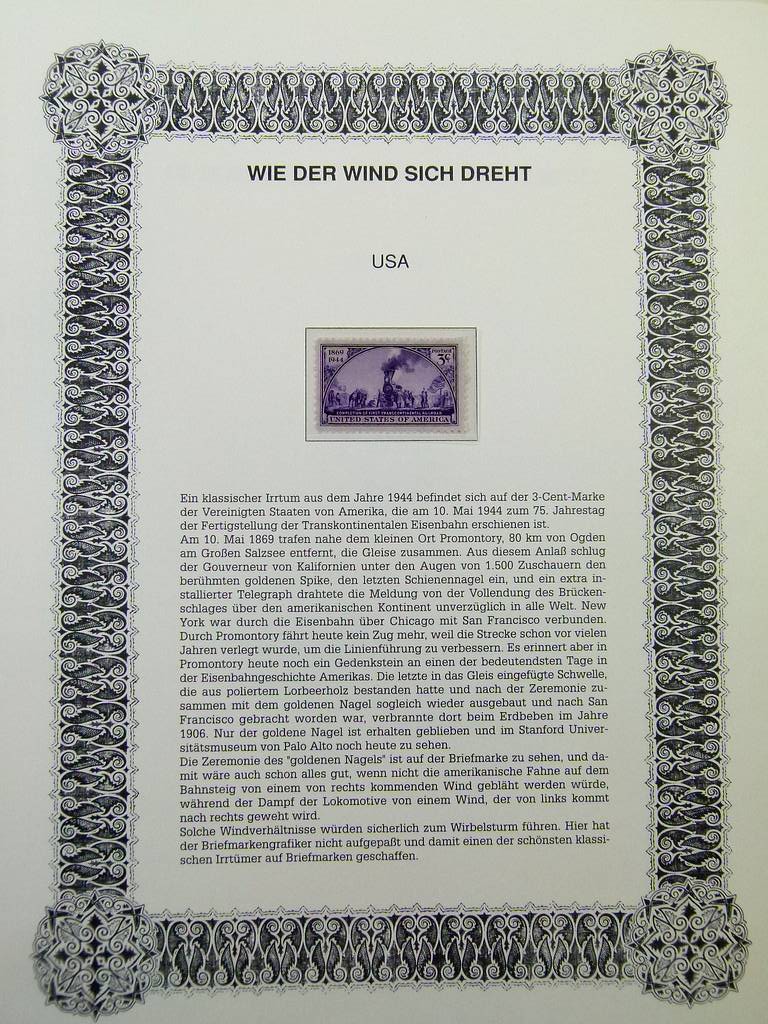 WIE DER WIND SICH DREHT
USA
1869
1944
POSTAGE
3¢
COMPLETION OF FIRST TRANSCONTINENTAL RAILROAD
UNITED STATES OF AMERICA
Ein klassischer Irrtum aus dem Jahre 1944 befindet sich auf der 3-Cent-Marke
der Vereinigten Staaten von Amerika, die am 10. Mai 1944 zum 75. Jahrestag
der Fertigstellung der Transkontinentalen Eisenbahn erschienen ist.
Am 10. Mai 1869 trafen nahe dem kleinen Ort Promontory, 80 km von Ogden
am Großen Salzsee entfernt, die Gleise zusammen. Aus diesem Anlaß schlug
der Gouverneur von Kalifornien unter den Augen von 1.500 Zuschauern den
berühmten goldenen Spike, den letzten Schienennagel ein, und ein extra in-
stallierter Telegraph drahtete die Meldung von der Vollendung des Brücken-
schlages über den amerikanischen Kontinent unverzüglich in alle Welt. New
York war durch die Eisenbahn über Chicago mit San Francisco verbunden.
Durch Promontory fährt heute kein Zug mehr, weil die Strecke schon vor vielen
Jahren verlegt wurde, um die Linienführung zu verbessern. Es erinnert aber in
Promontory heute noch ein Gedenkstein an einen der bedeutendsten Tage in
der Eisenbahngeschichte Amerikas. Die letzte in das Gleis eingefügte Schwelle,
die aus poliertem Lorbeerholz bestanden hatte und nach der Zeremonie zu-
sammen mit dem goldenen Nagel sogleich wieder ausgebaut und nach San
Francisco gebracht worden war, verbrannte dort beim Erdbeben im Jahre
1906. Nur der goldene Nagel ist erhalten geblieben und im Stanford Univer-
sitätsmuseum von Palo Alto noch heute zu sehen.
Die Zeremonie des "goldenen Nagels" ist auf der Briefmarke zu sehen, und da-
mit wäre auch schon alles gut, wenn nicht die amerikanische Fahne auf dem
Bahnsteig von einem von rechts kommenden Wind gebläht werden würde,
während der Dampf der Lokomotive von einem Wind, der von links kommt
nach rechts geweht wird.
Solche Windverhältnisse würden sicherlich zum Wirbelsturm führen. Hier hat
der Briefmarkengrafiker nicht aufgepaßt und damit einen der schönsten klassi-
schen Irrtümer auf Briefmarken geschaffen.